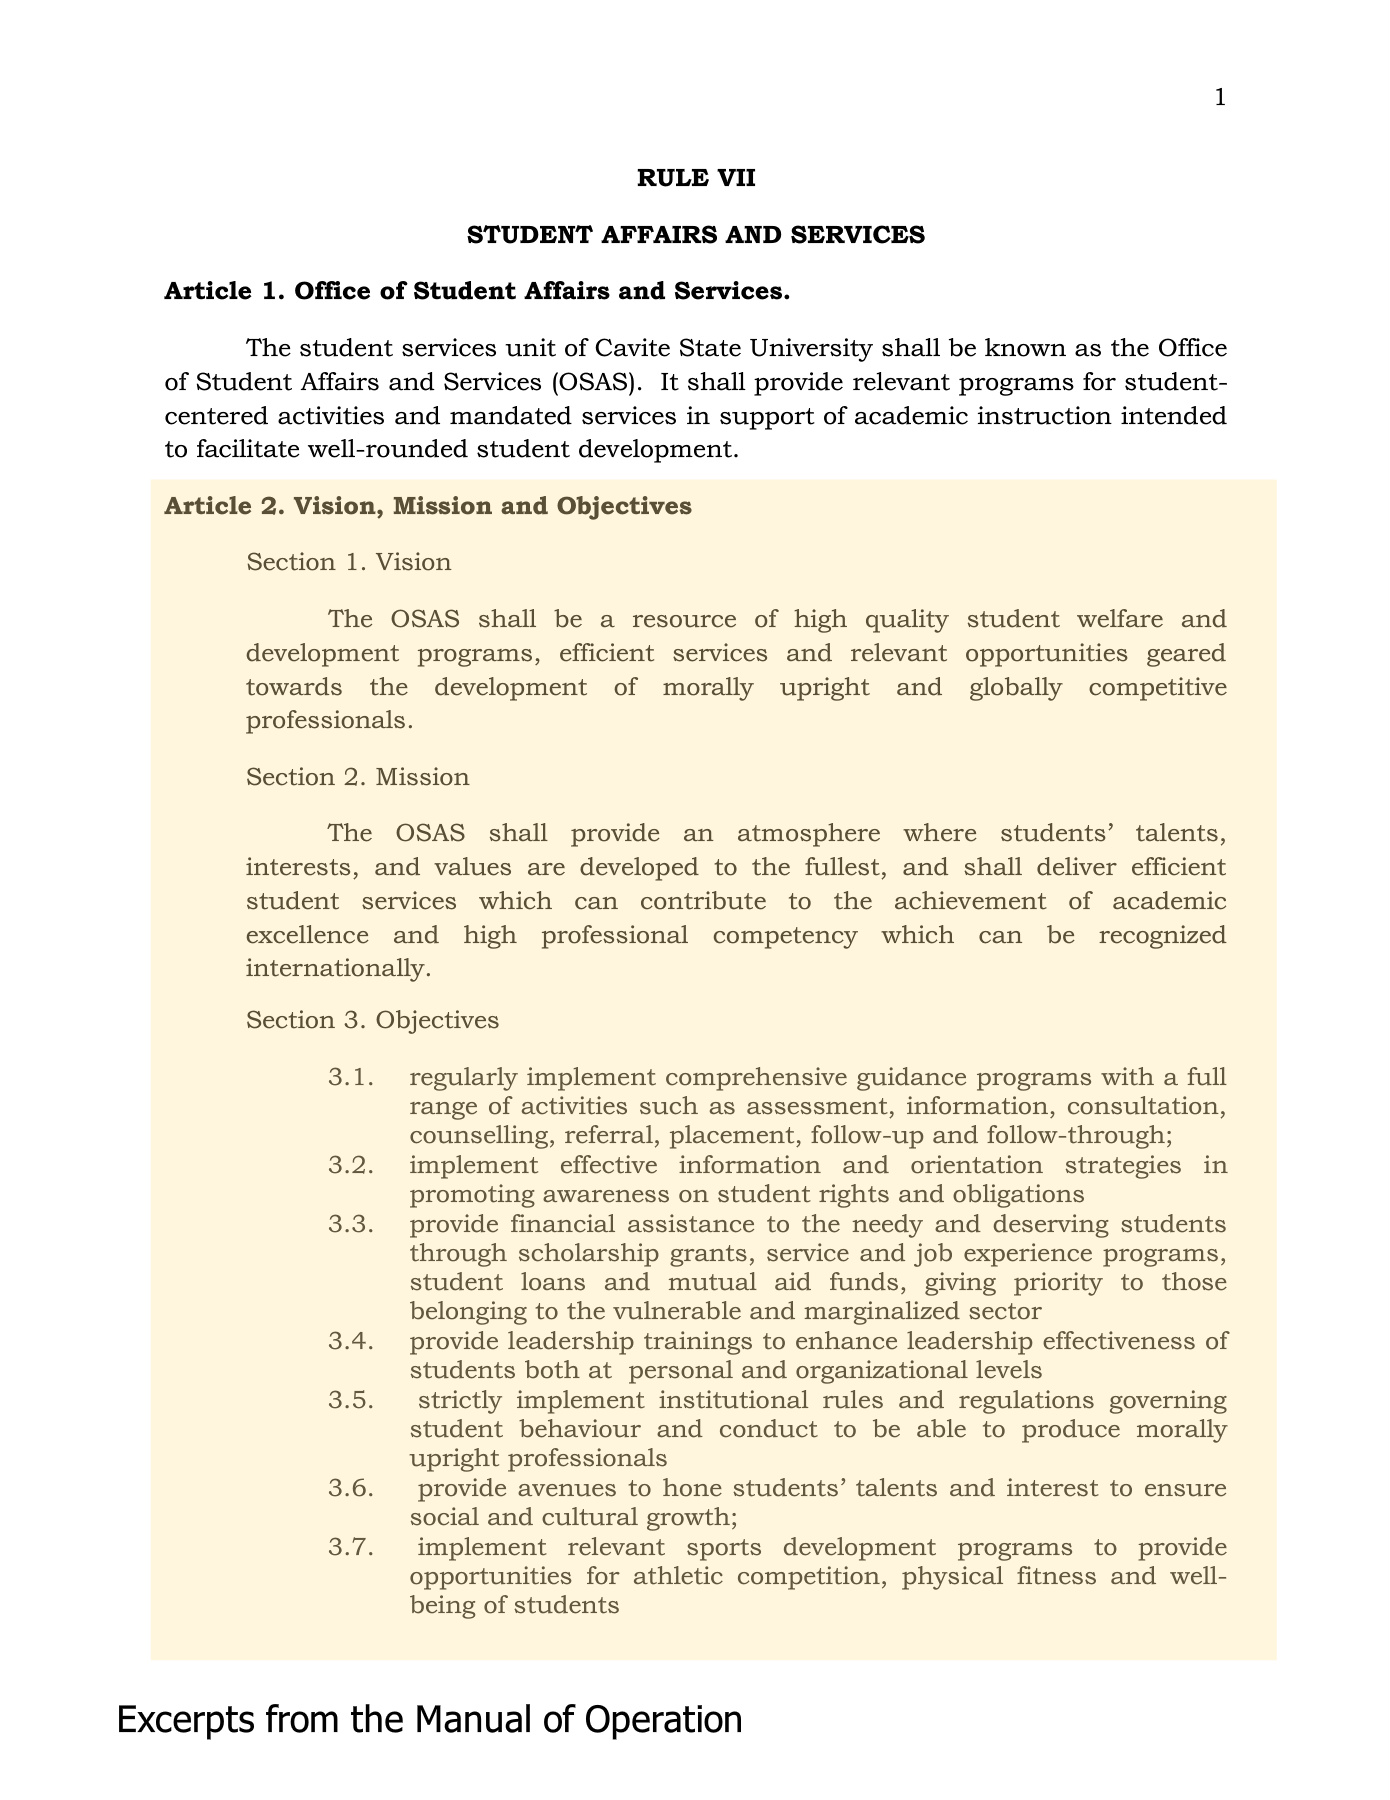 1
RULE VII
STUDENT AFFAIRS AND SERVICES
Article 1. Office of Student Affairs and Services.
The student services unit of Cavite State University shall be known as the Office
of Student Affairs and Services (OSAS).  It shall provide relevant programs for student-
centered activities and mandated services in support of academic instruction intended
to facilitate well-rounded student development.
Article 2. Vision, Mission and Objectives
Section 1. Vision
The OSAS shall be a resource of high quality student welfare and
development programs, efficient services and relevant opportunities geared
towards the development of morally upright and globally competitive
professionals.
Section 2. Mission
The OSAS shall provide an atmosphere where students’ talents,
interests, and values are developed to the fullest, and shall deliver efficient
student services which can contribute to the achievement of academic
excellence and high professional competency which can be recognized
internationally.
Section 3. Objectives
3.1. regularly implement comprehensive guidance programs with a full
range of activities such as assessment, information, consultation,
counselling, referral, placement, follow-up and follow-through;
3.2. implement effective information and orientation strategies in
promoting awareness on student rights and obligations
3.3. provide financial assistance to the needy and deserving students
through scholarship grants, service and job experience programs,
student loans and mutual aid funds, giving priority to those
belonging to the vulnerable and marginalized sector
3.4. provide leadership trainings to enhance leadership effectiveness of
students both at  personal and organizational levels
3.5. strictly implement institutional rules and regulations governing
student behaviour and conduct to be able to produce morally
upright professionals
3.6. provide avenues to hone students’ talents and interest to ensure
social and cultural growth;
3.7. implement relevant sports development programs to provide
opportunities for athletic competition, physical fitness and well-
being of students
Excerpts from the Manual of Operation